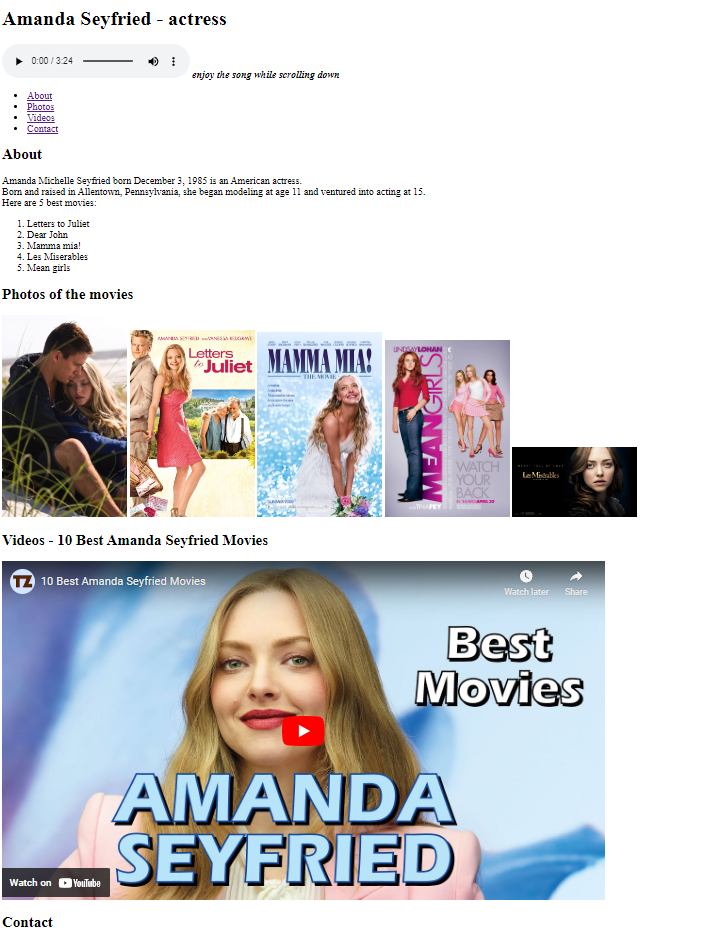 Amanda Seyfried - actress
0:00 / 3:24
enjoy the song while scrolling down
About
Photos
Videos
Contact
About
Amanda Michelle Seyfried born December 3, 1985 is an American actress.
Born and raised in Allentown, Pennsylvania, she began modeling at age 11 and ventured into acting at 15.
Here are 5 best movies:
1. Letters to Juliet
2. Dear John
3. Mamma mia!
4. Les Miserables
5. Mean girls
Photos of the movies
AMANDA SEYFRIED AND VANESSA REDGRAVE
Letters
to Juliet
MAMMA MIA!
THE MOVIE
LINDSAY LOHAN
MEAN GIRLS
WATCH
YOUR
BACK
TINA FEY
Les Misérables
Videos - 10 Best Amanda Seyfried Movies
TZ
10 Best Amanda Seyfried Movies
Watch later
Share
Best
Movies
AMANDA
SEYFRIED
Watch on YouTube
Contact